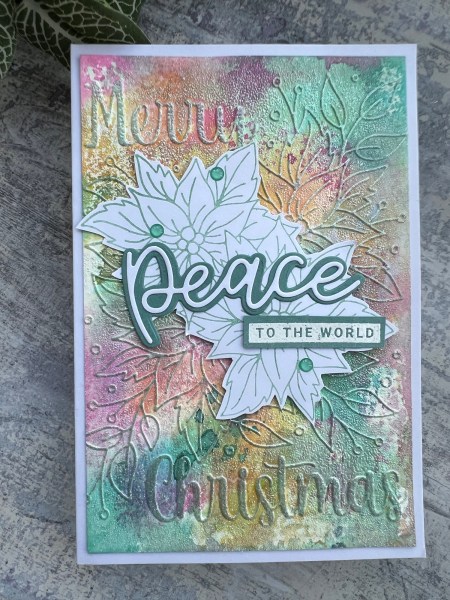 Merry
peace
TO THE WORLD
Christmas